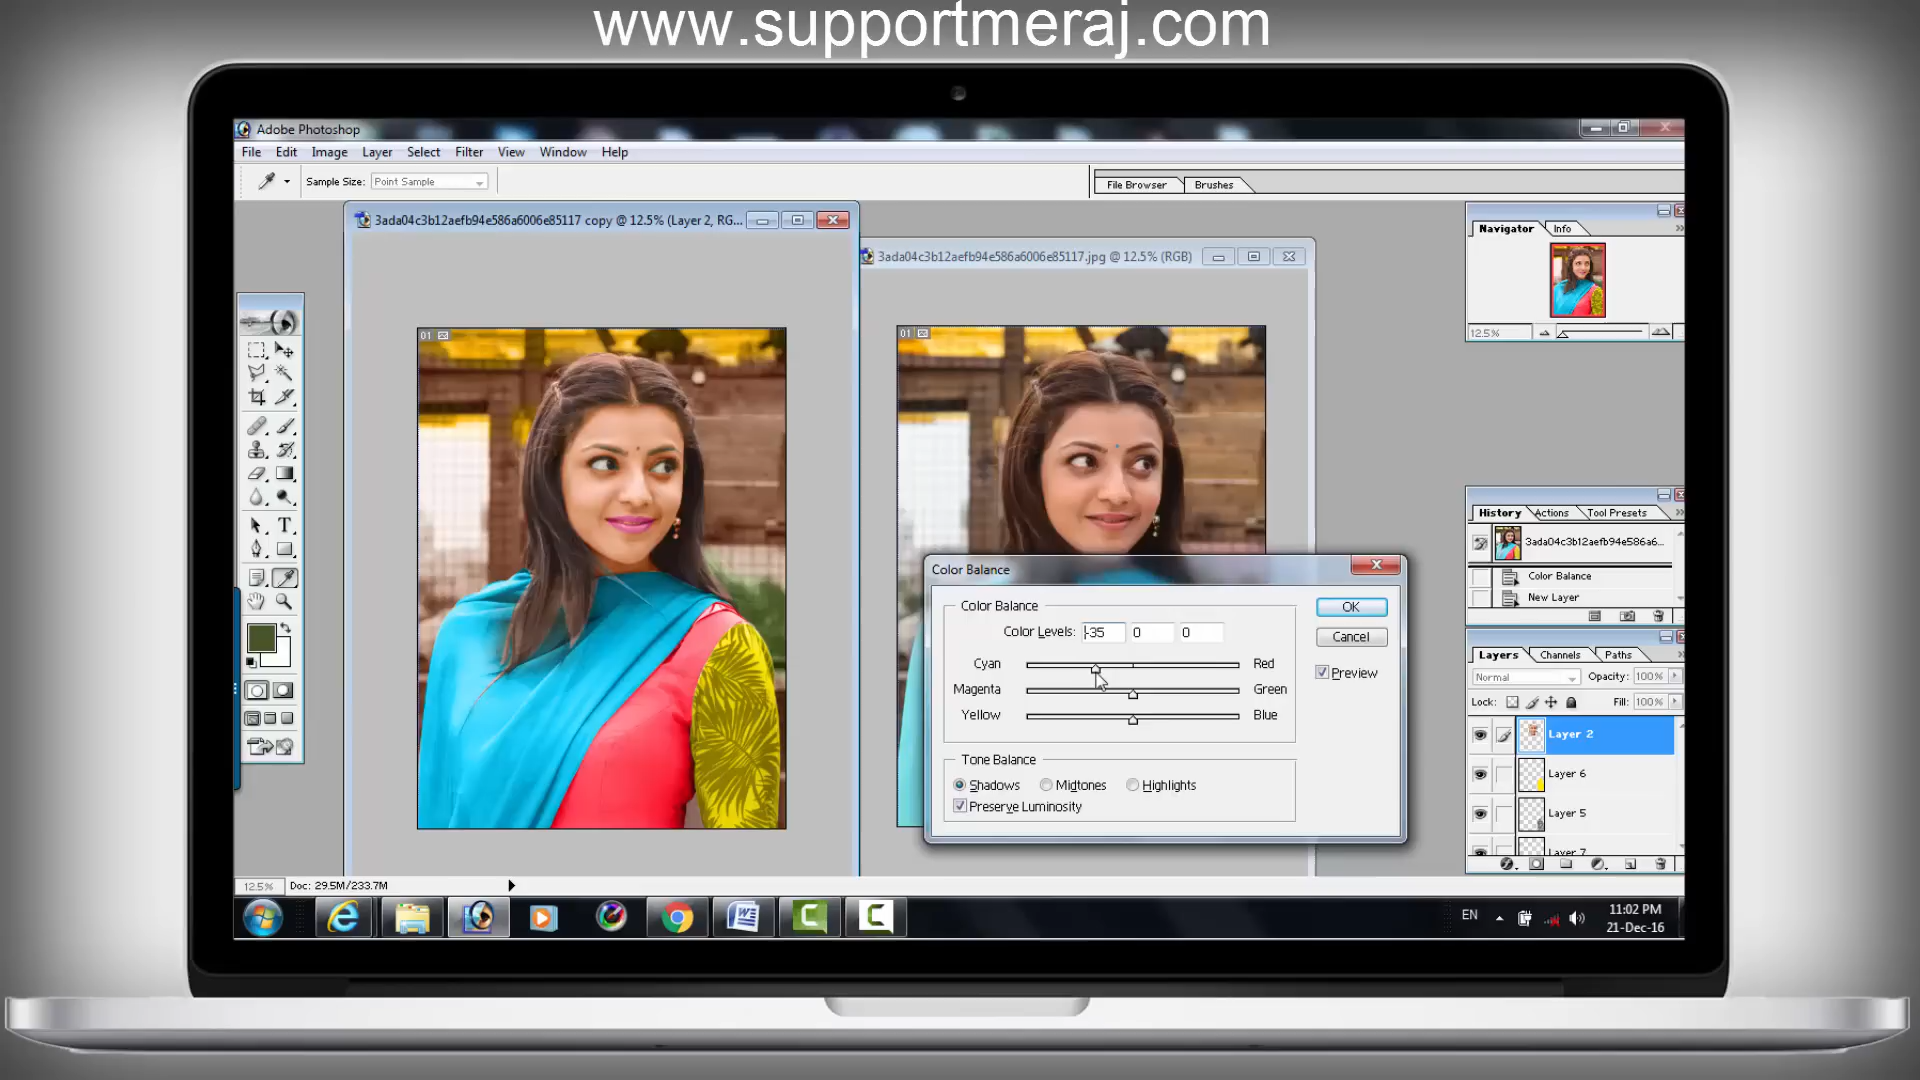 www.supportmeraj.com
Adobe Photoshop
File Edit Image Layer Select Filter View Window Help
Sample Size: Point Sample
File Browser Brushes
3ada04c3b12aefb94e586a6006e85117 copy @ 12.5% (Layer 2, RG...
3ada04c3b12aefb94e586a6006e85117.jpg @ 12.5% (RGB)
01
01
Navigator Info
12.5%
History Actions Tool Presets
3ada04c3b12aefb94e586a6...
Color Balance
New Layer
Layers Channels Paths
Normal Opacity: 100%
Lock: Fill: 100%
Layer 2
Layer 6
Layer 5
Layer 7
Color Balance
Color Balance
Color Levels: -35 0 0
Cyan Red
Magenta Green
Yellow Blue
Tone Balance
Shadows Midtones Highlights
Preserve Luminosity
OK
Cancel
Preview
12.5% Doc: 29.5M/233.7M
EN
11:02 PM
21-Dec-16